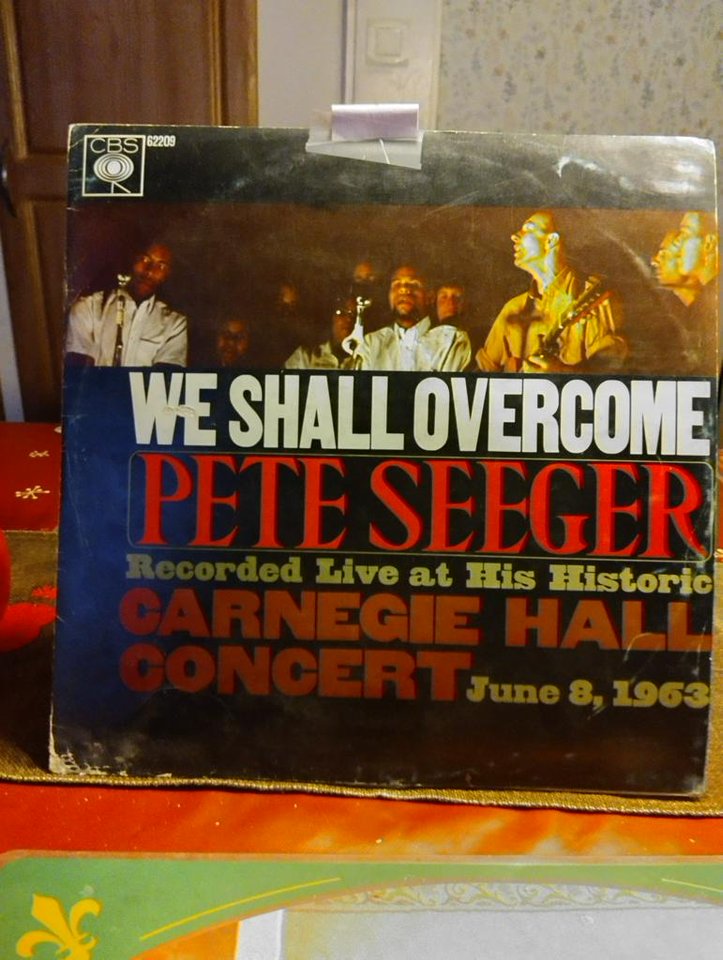 CBS 62209
WE SHALL OVERCOME
PETE SEEGER
Recorded Live at His Historic
CARNEGIE HALL
CONCERT June 8, 1963